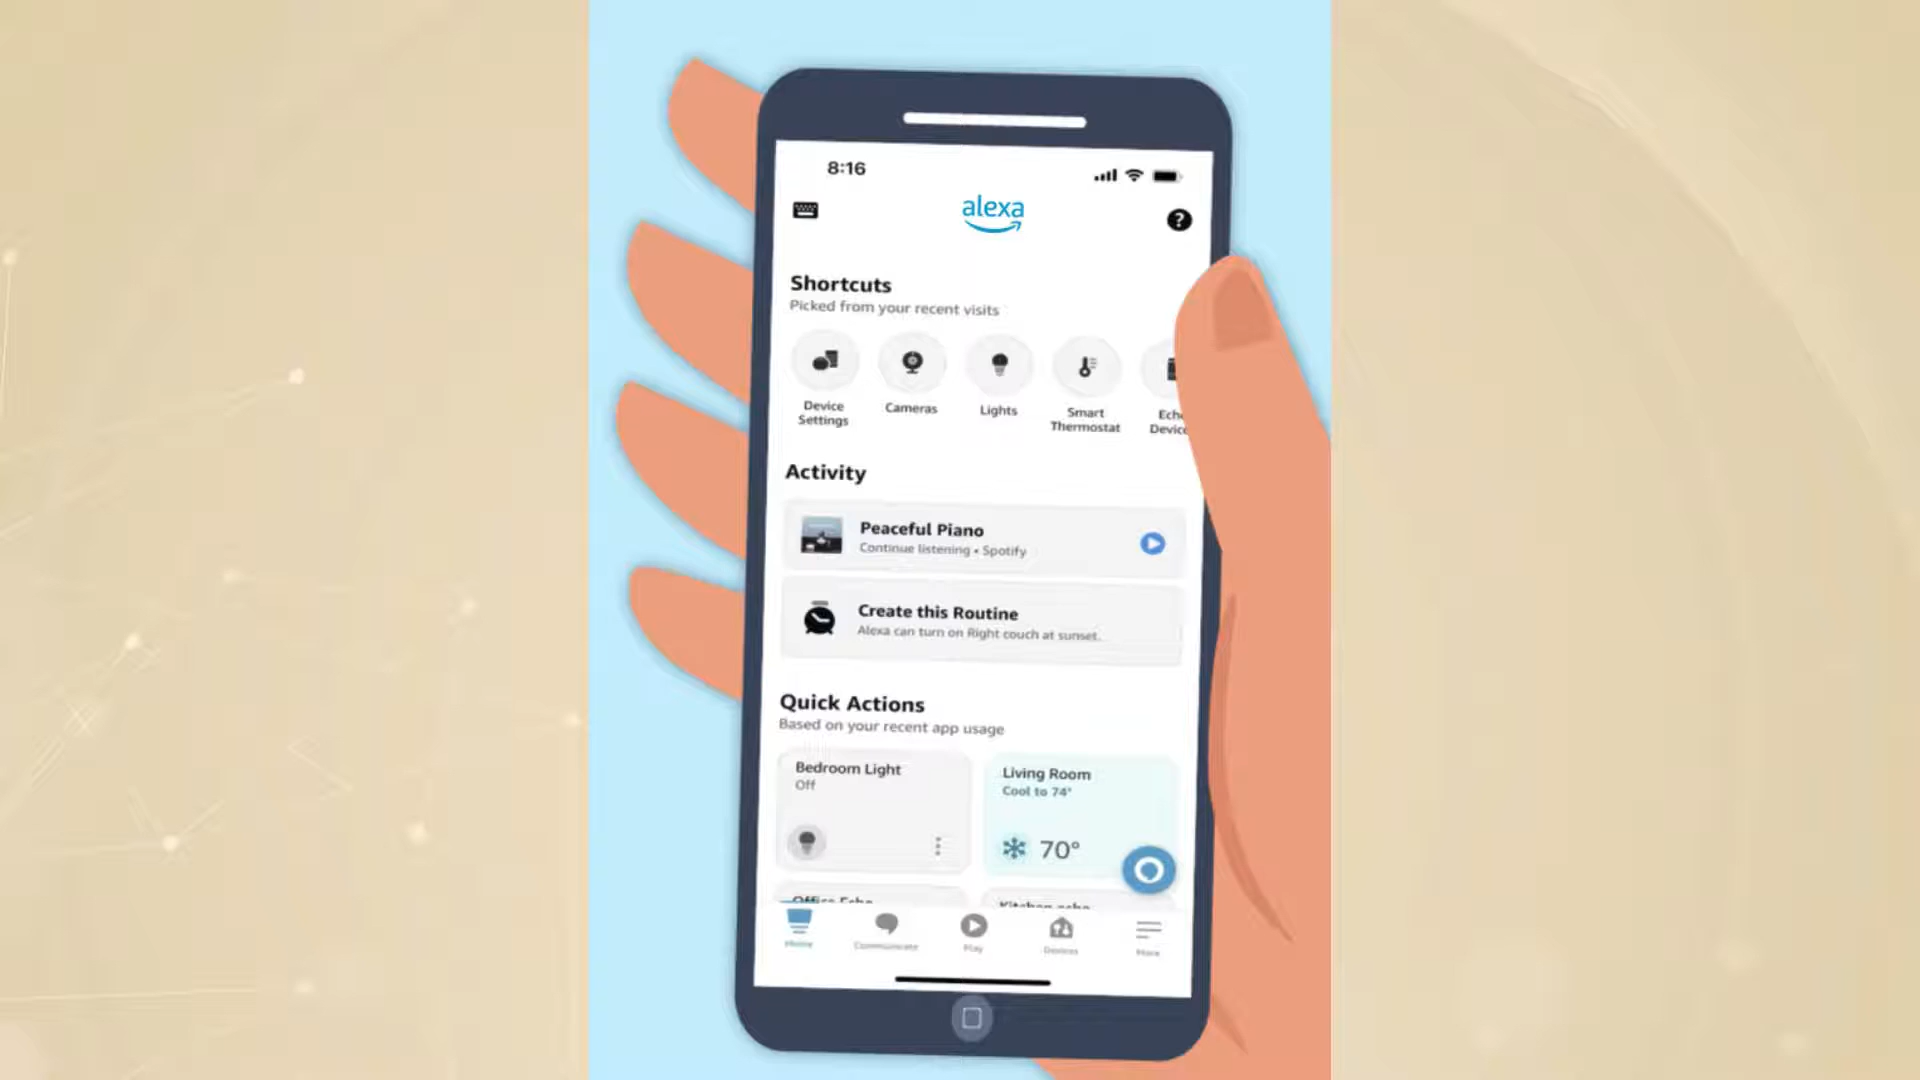 8:16
alexa
?
Shortcuts
Picked from your recent visits
Device Settings
Cameras
Lights
Smart Thermostat
Activity
Peaceful Piano
Continue listening • Spotify
Create this Routine
Alexa can turn on Right couch at sunset.
Quick Actions
Based on your recent app usage
Bedroom Light
Off
Living Room
Cool to 74°
70°
Office Echo
Kitchen echo
Home
Communicate
Play
Devices
More